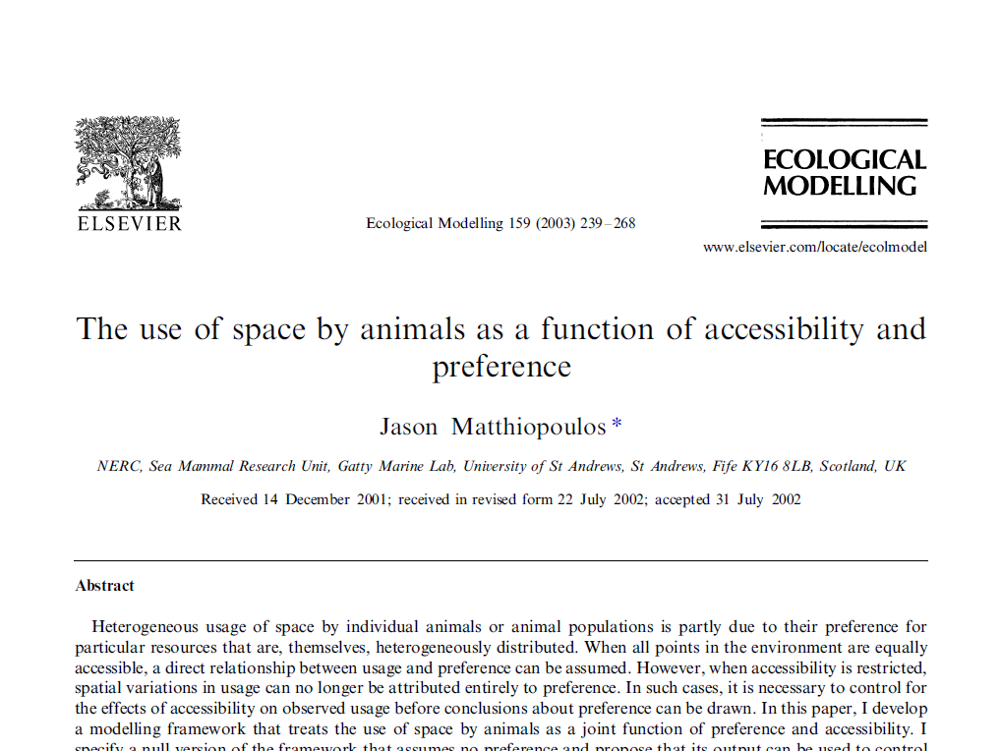 ELSEVIER
Ecological Modelling 159 (2003) 239–268
ECOLOGICAL
MODELLING
www.elsevier.com/locate/ecolmodel
The use of space by animals as a function of accessibility and
preference
Jason Matthiopoulos *
NERC, Sea Mammal Research Unit, Gatty Marine Lab, University of St Andrews, St Andrews, Fife KY16 8LB, Scotland, UK
Received 14 December 2001; received in revised form 22 July 2002; accepted 31 July 2002
Abstract
Heterogeneous usage of space by individual animals or animal populations is partly due to their preference for
particular resources that are, themselves, heterogeneously distributed. When all points in the environment are equally
accessible, a direct relationship between usage and preference can be assumed. However, when accessibility is restricted,
spatial variations in usage can no longer be attributed entirely to preference. In such cases, it is necessary to control for
the effects of accessibility on observed usage before conclusions about preference can be drawn. In this paper, I develop
a modelling framework that treats the use of space by animals as a joint function of preference and accessibility. I
specify a null version of the framework that assumes no preference and propose that its output can be used to control